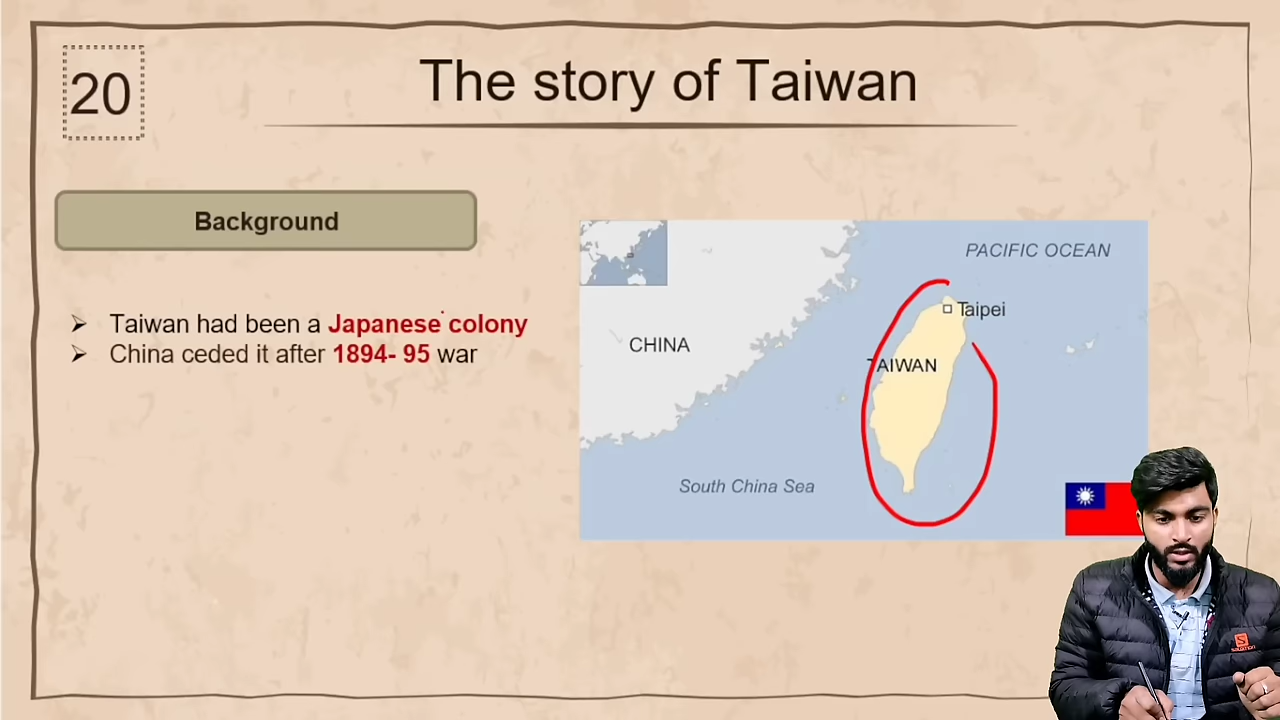 20
The story of Taiwan
Background
➢ Taiwan had been a Japanese colony
➢ China ceded it after 1894- 95 war
PACIFIC OCEAN
Taipei
CHINA
TAIWAN
South China Sea
SALOMON